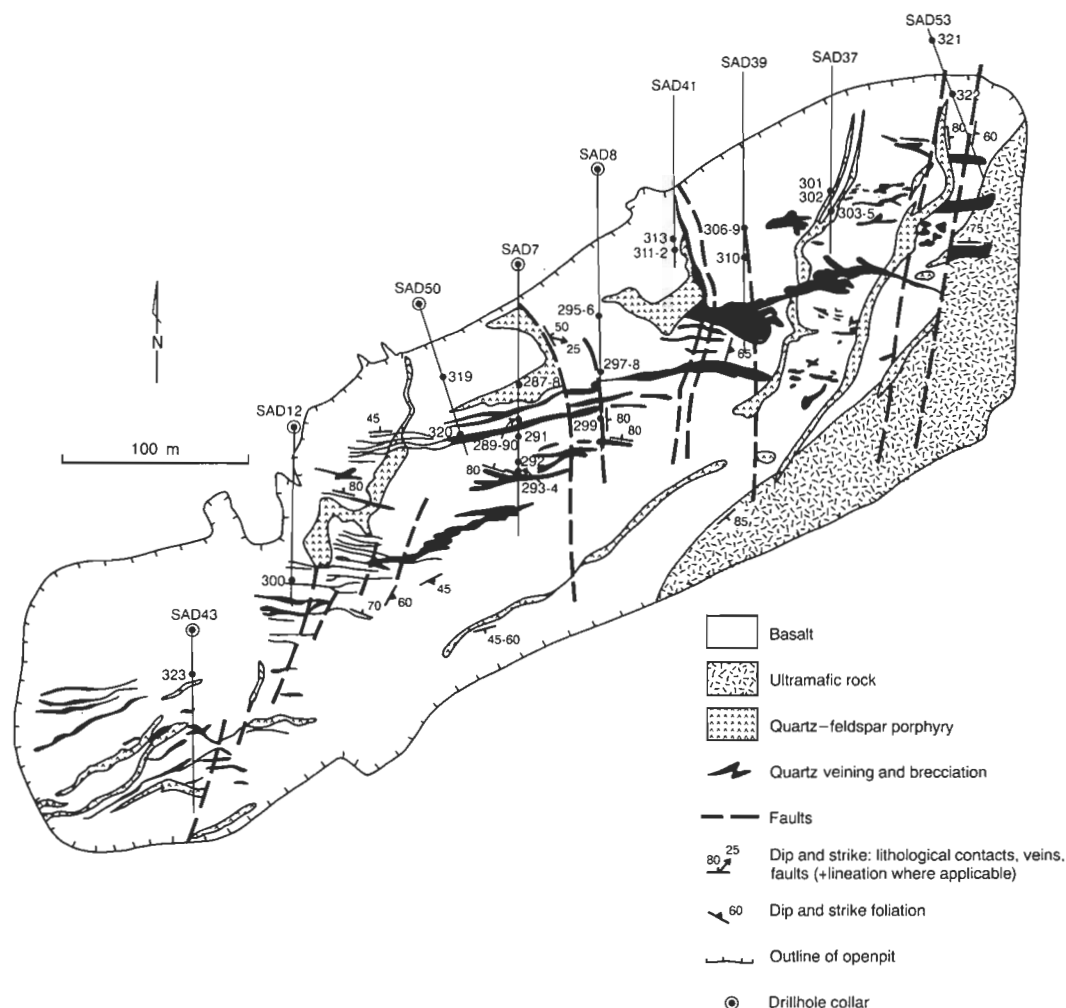 SAD53
321
SAD37
SAD39
SAD41
322
80
60
SAD8
301
302
303-5
313
311-2
306-9
310
75
SAD7
SAD50
295-6
50
25
65
N
319
287-8
297-8
SAD12
45
320
289-90
291
299
80
80
100 m
292
80
293-4
80
85
300
70
60
45
SAD43
45-60
323
Basalt
Ultramafic rock
Quartz-feldspar porphyry
Quartz veining and brecciation
Faults
80 25 Dip and strike: lithological contacts, veins,
faults (+lineation where applicable)
60 Dip and strike foliation
Outline of openpit
Drillhole collar